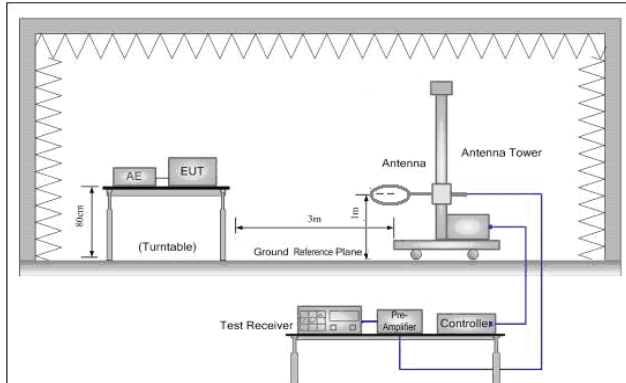 Antenna
Antenna Tower
AE
EUT
80cm
(Turntable)
3m
1m
Ground Reference Plane
Test Receiver
Pre-
Amplifier
Controller